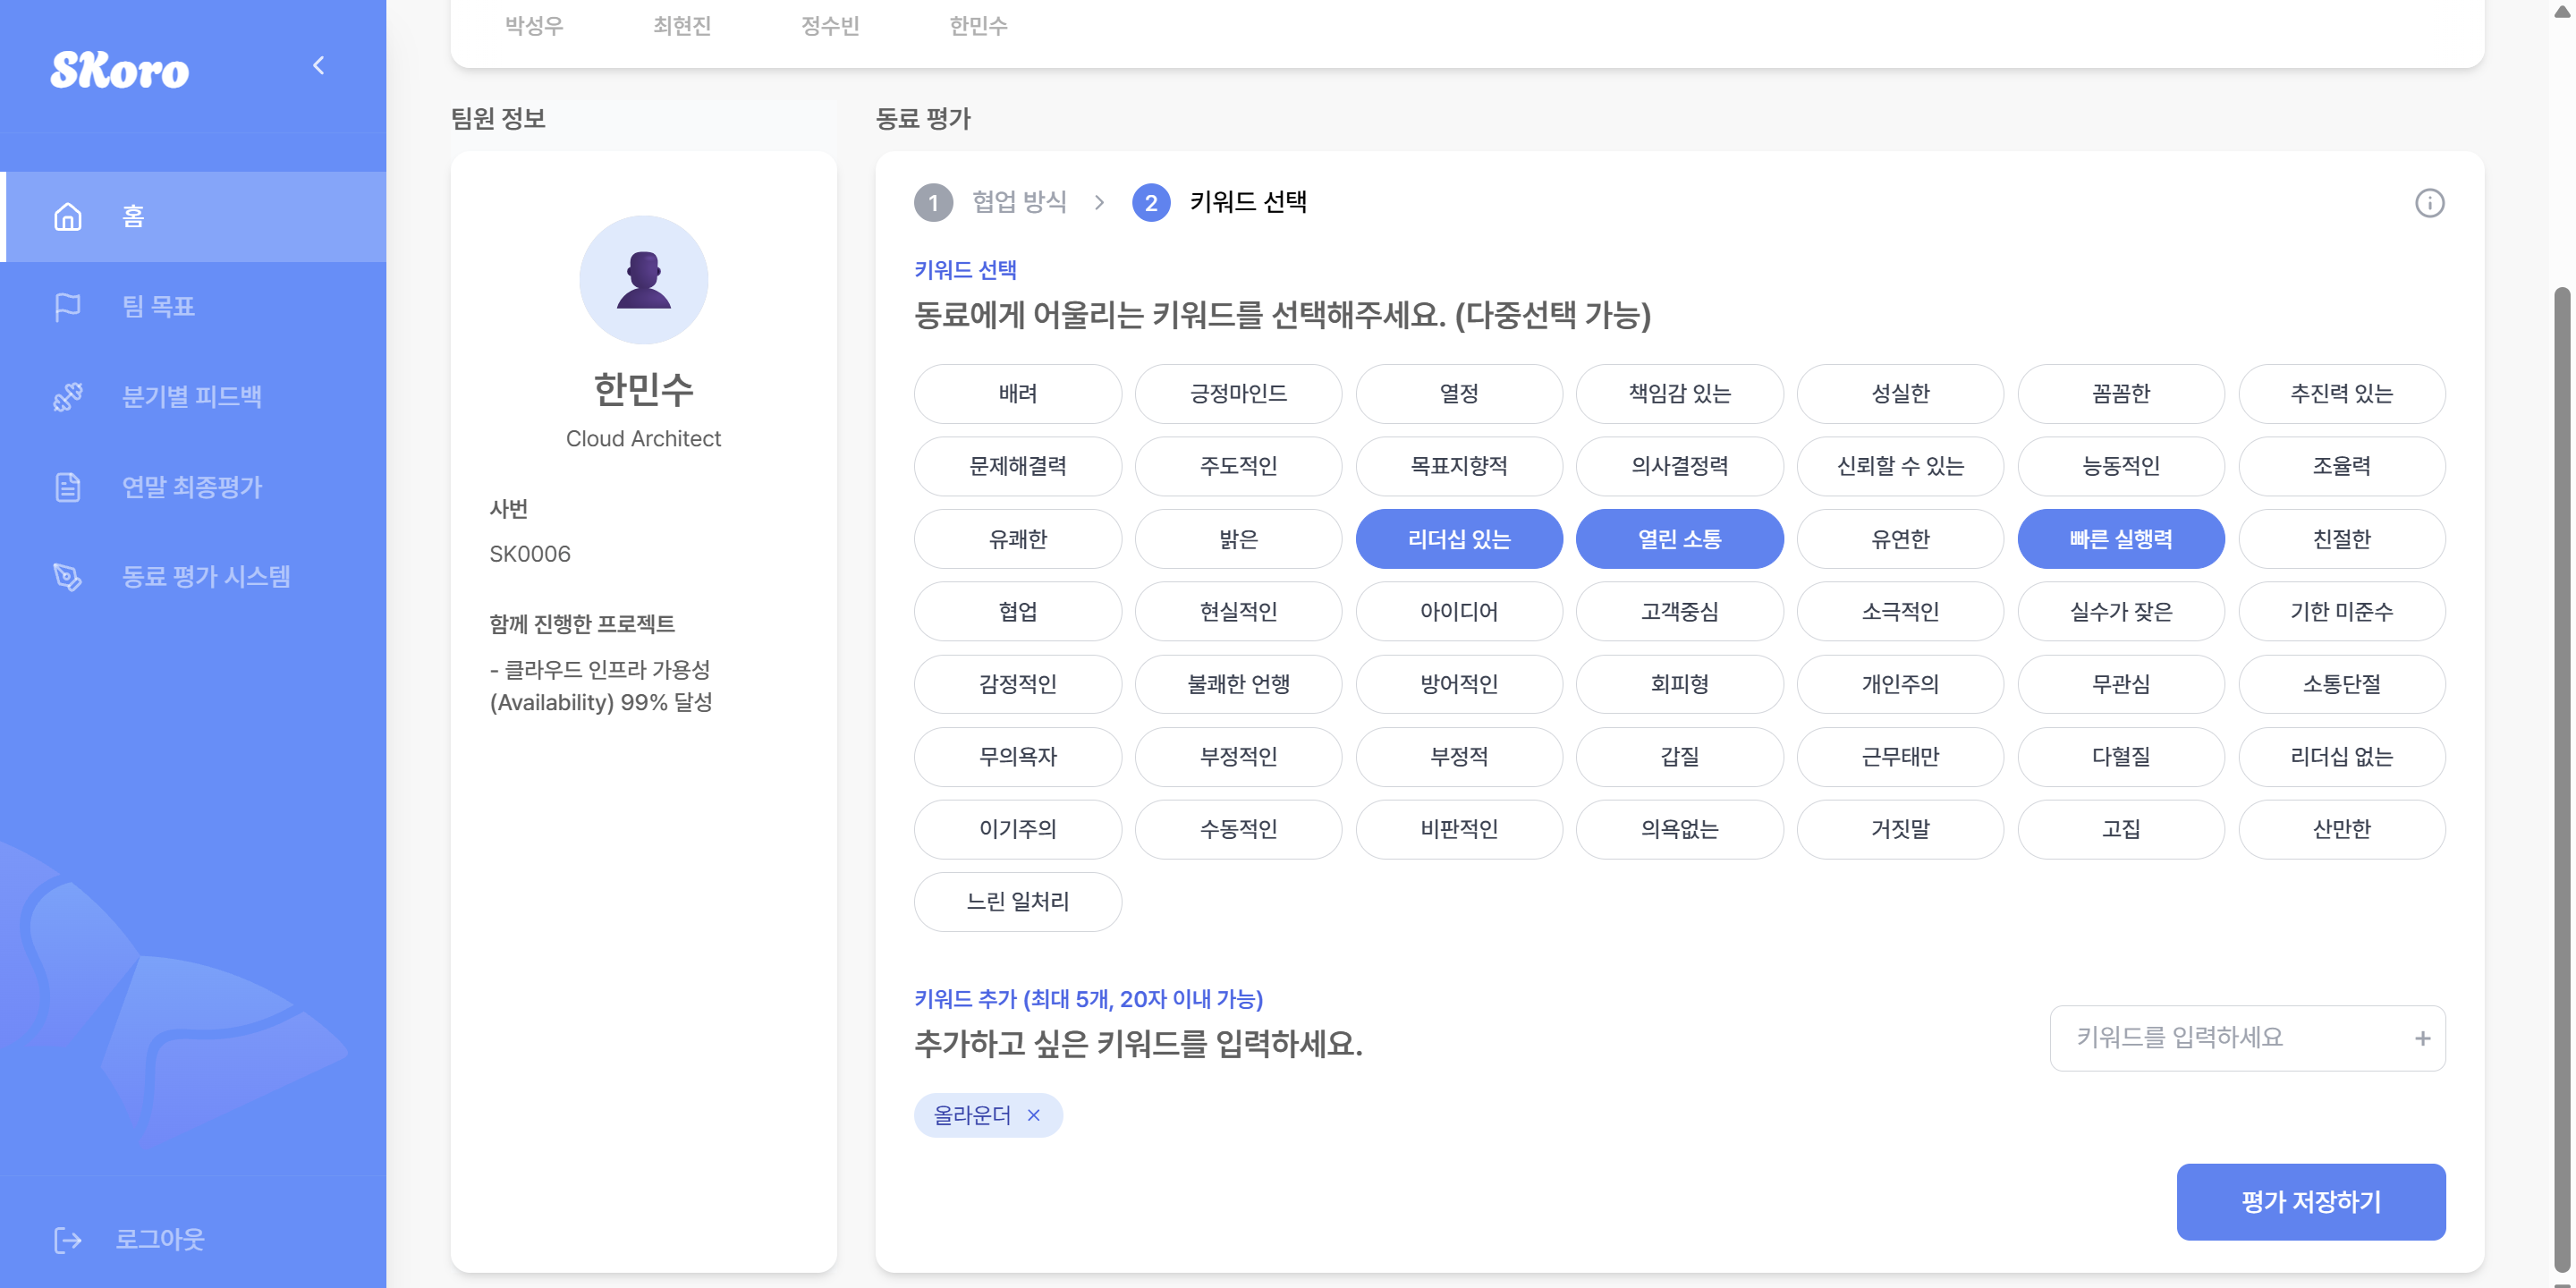 SKoro
홈
팀 목표
분기별 피드백
연말 최종평가
동료 평가 시스템
로그아웃
박성우 최현진 정수빈 한민수
팀원 정보
한민수
Cloud Architect
사번
SK0006
함께 진행한 프로젝트
- 클라우드 인프라 가용성
(Availability) 99% 달성
동료 평가
1 협업 방식 > 2 키워드 선택
키워드 선택
동료에게 어울리는 키워드를 선택해주세요. (다중선택 가능)
배려 긍정마인드 열정 책임감 있는 성실한 꼼꼼한 추진력 있는
문제해결력 주도적인 목표지향적 의사결정력 신뢰할 수 있는 능동적인 조율력
유쾌한 밝은 리더십 있는 열린 소통 유연한 빠른 실행력 친절한
협업 현실적인 아이디어 고객중심 소극적인 실수가 잦은 기한 미준수
감정적인 불쾌한 언행 방어적인 회피형 개인주의 무관심 소통단절
무의욕자 부정적인 부정적 갑질 근무태만 다혈질 리더십 없는
이기주의 수동적인 비판적인 의욕없는 거짓말 고집 산만한
느린 일처리
키워드 추가 (최대 5개, 20자 이내 가능)
추가하고 싶은 키워드를 입력하세요.
키워드를 입력하세요 +
올라운더 ×
평가 저장하기